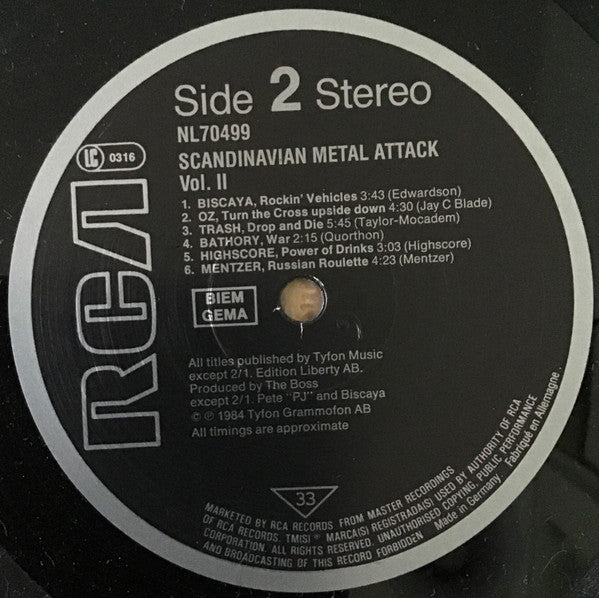 Side 2 Stereo
NL70499
LC 0316
SCANDINAVIAN METAL ATTACK
Vol. II
1. BISCAYA, Rockin' Vehicles 3:43 (Edwardson)
2. OZ, Turn the Cross upside down 4:30 (Jay C Blade)
3. TRASH, Drop and Die 5:45 (Taylor-Mocadem)
4. BATHORY, War 2:15 (Quorthon)
5. HIGHSCORE, Power of Drinks 3:03 (Highscore)
6. MENTZER, Russian Roulette 4:23 (Mentzer)
RCA
BIEM
GEMA
All titles published by Tyfon Music
except 2/1. Edition Liberty AB.
Produced by The Boss
except 2/1. Pete "PJ" and Biscaya
© ℗ 1984 Tyfon Grammofon AB
All timings are approximate
33
MARKETED BY RCA RECORDS FROM MASTER RECORDINGS
OF RCA RECORDS. TM(S)® MARCA(S) REGISTRADA(S) USED BY AUTHORITY OF RCA
CORPORATION. ALL RIGHTS RESERVED. UNAUTHORISED COPYING, PUBLIC PERFORMANCE
AND BROADCASTING OF THIS RECORD FORBIDDEN
Made in Germany
Fabriqué en Allemagne.